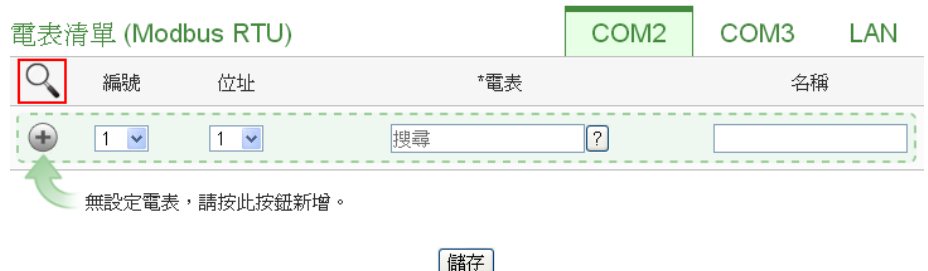 電表清單 (Modbus RTU) COM2 COM3 LAN
編號 位址 *電表 名稱
1 1 搜尋 ?
無設定電表，請按此按鈕新增。
儲存